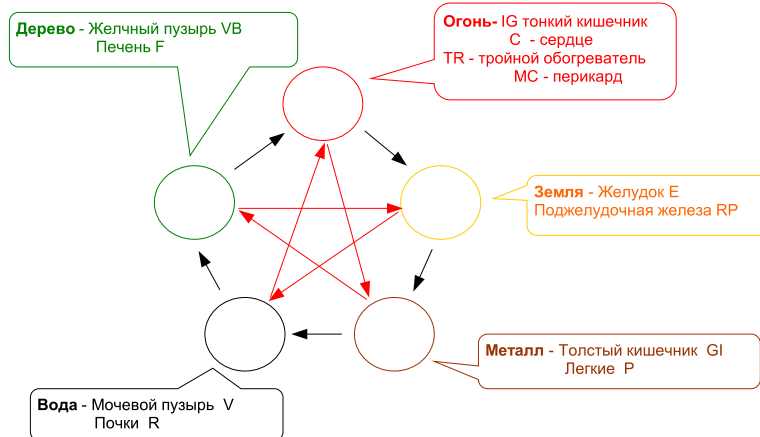 Дерево - Желчный пузырь VB
Печень F
Огонь- IG тонкий кишечник
С - сердце
TR - тройной обогреватель
МС - перикард
Земля - Желудок Е
Поджелудочная железа RP
Металл - Толстый кишечник GI
Легкие Р
Вода - Мочевой пузырь V
Почки R